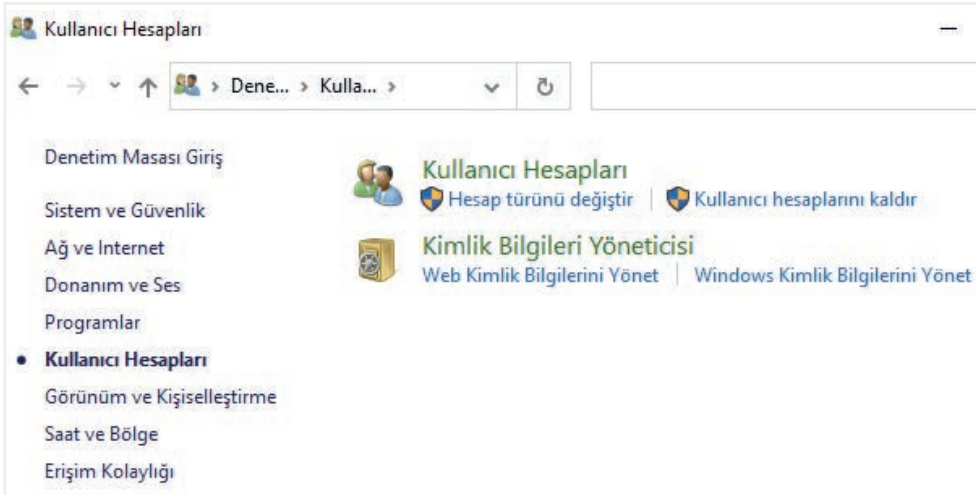 Kullanıcı Hesapları
Dene... Kulla...
Denetim Masası Giriş
Sistem ve Güvenlik
Ağ ve Internet
Donanım ve Ses
Programlar
Kullanıcı Hesapları
Görünüm ve Kişiselleştirme
Saat ve Bölge
Erişim Kolaylığı
Kullanıcı Hesapları
Hesap türünü değiştir Kullanıcı hesaplarını kaldır
Kimlik Bilgileri Yöneticisi
Web Kimlik Bilgilerini Yönet Windows Kimlik Bilgilerini Yönet